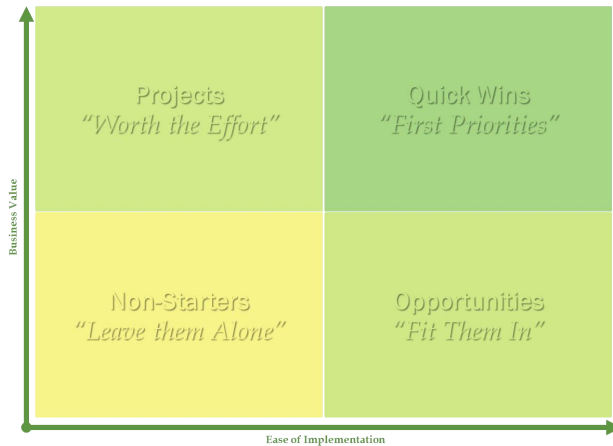 Projects
“Worth the Effort”
Quick Wins
“First Priorities”
Business Value
Non-Starters
“Leave them Alone”
Opportunities
“Fit Them In”
Ease of Implementation